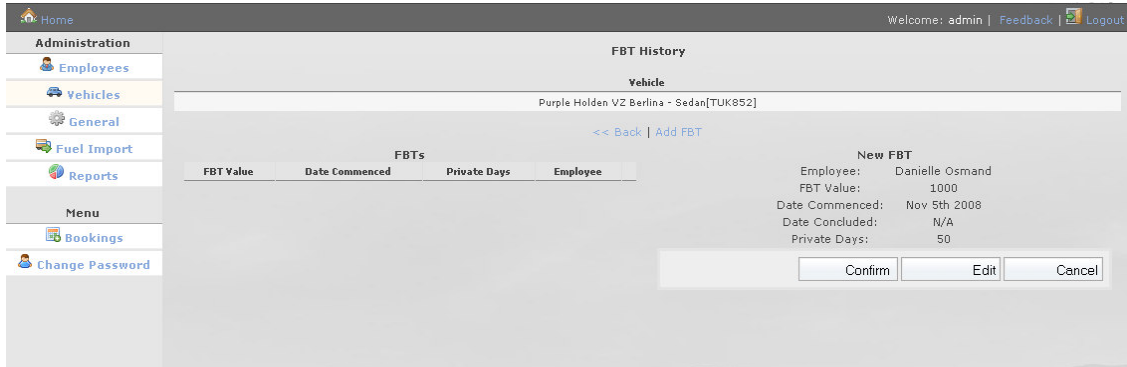 Home Welcome: admin | Feedback | Logout
Administration
Employees
Vehicles
General
Fuel Import
Reports
Menu
Bookings
Change Password
FBT History
Vehicle
Purple Holden VZ Berlina - Sedan[TUK852]
<< Back | Add FBT
FBTs
FBT Value Date Commenced Private Days Employee
New FBT
Employee: Danielle Osmand
FBT Value: 1000
Date Commenced: Nov 5th 2008
Date Concluded: N/A
Private Days: 50
Confirm Edit Cancel